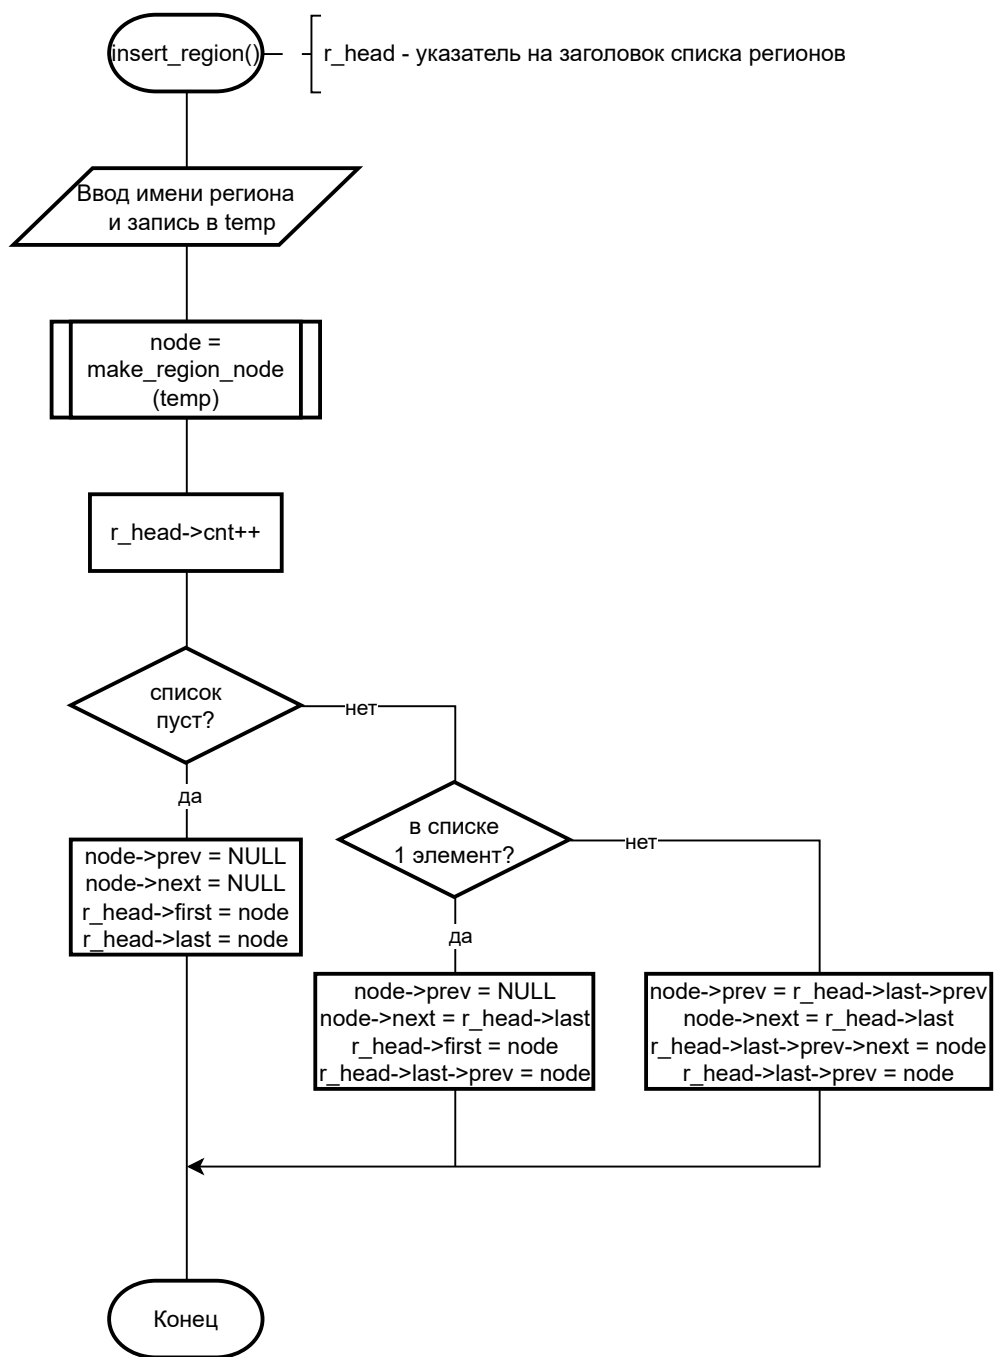 insert_region()
r_head - указатель на заголовок списка регионов
Ввод имени региона
и запись в temp
node =
make_region_node
(temp)
r_head->cnt++
список
пуст?
нет
да
в списке
1 элемент?
нет
node->prev = NULL
node->next = NULL
r_head->first = node
r_head->last = node
да
node->prev = NULL
node->next = r_head->last
r_head->first = node
r_head->last->prev = node
node->prev = r_head->last->prev
node->next = r_head->last
r_head->last->prev->next = node
r_head->last->prev = node
Конец